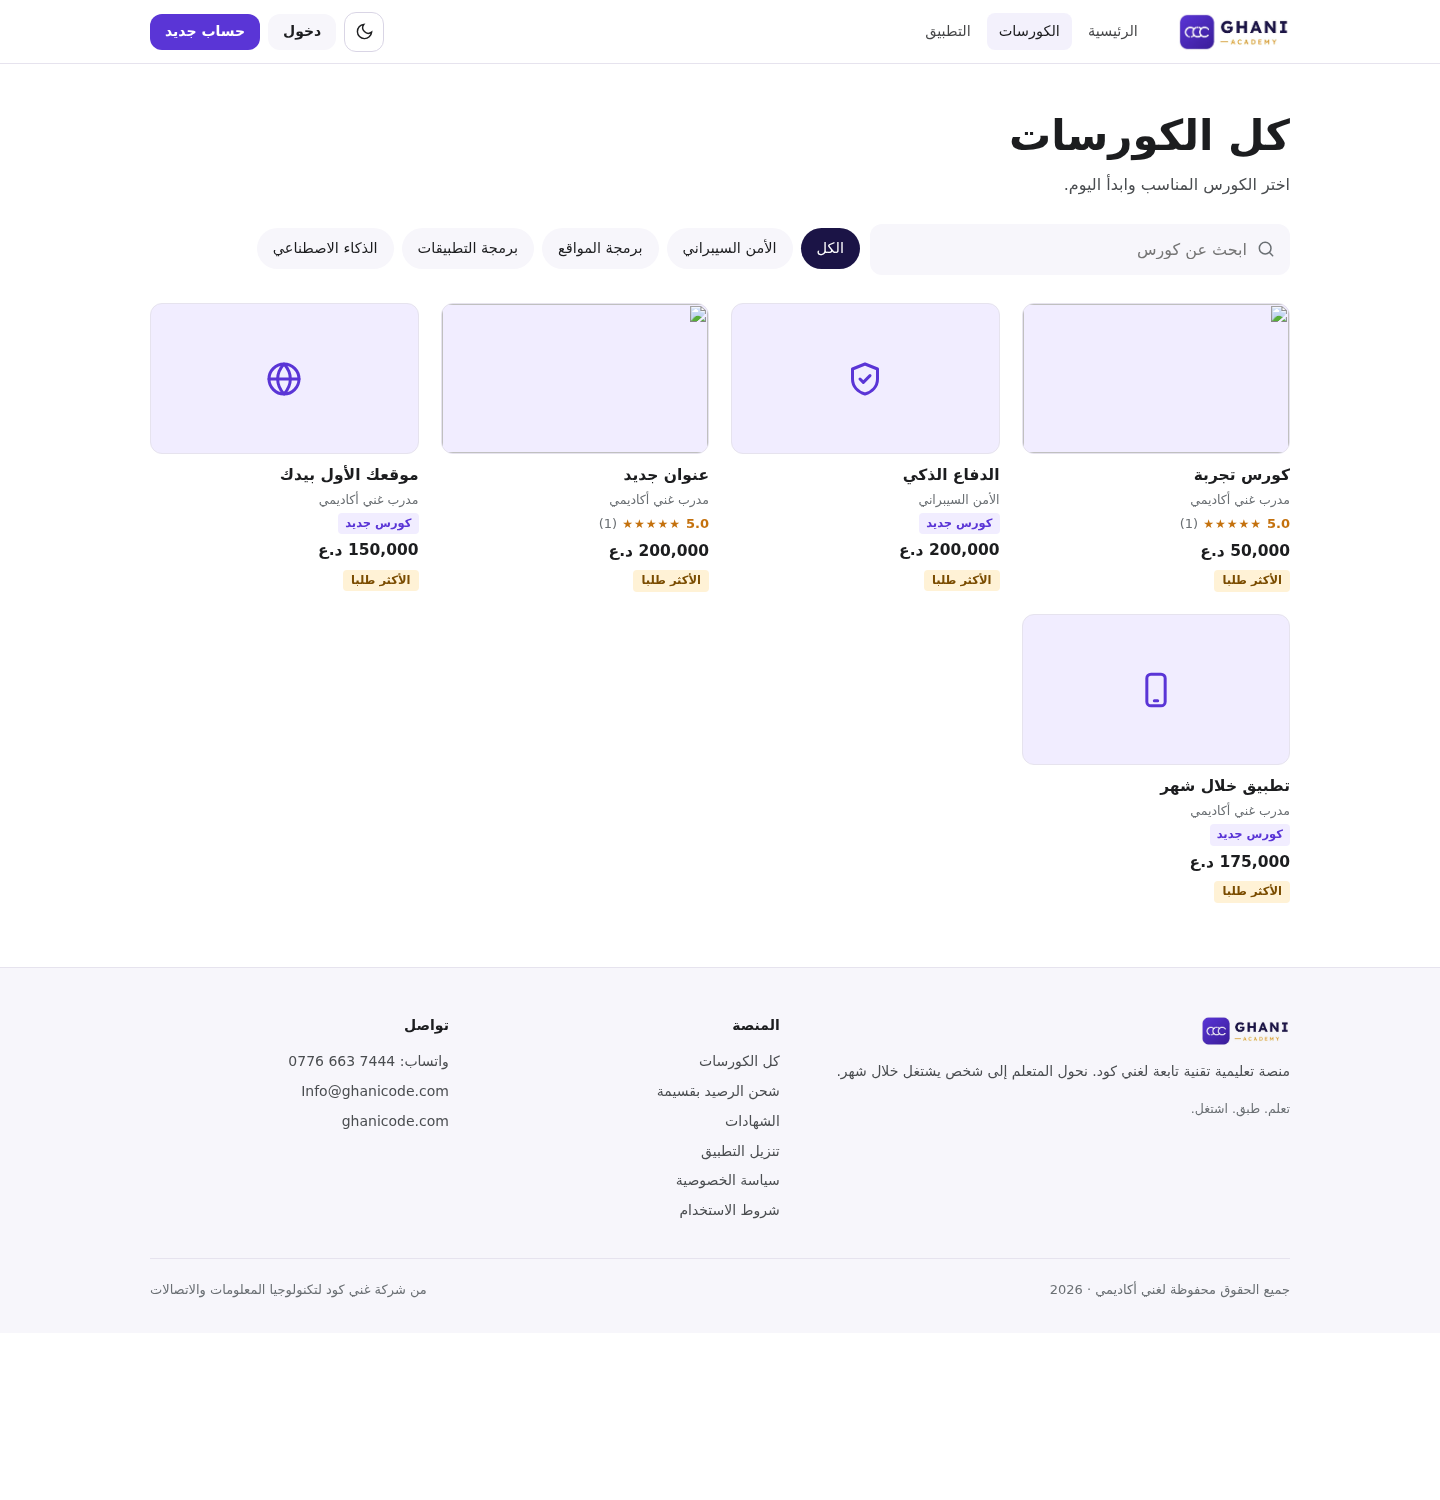 GHANI
ACADEMY
الرئيسية
الكورسات
التطبيق
دخول
حساب جديد
كل الكورسات
اختر الكورس المناسب وابدأ اليوم.
ابحث عن كورس
الكل
الأمن السيبراني
برمجة المواقع
برمجة التطبيقات
الذكاء الاصطناعي
كورس تجربة
مدرب غني أكاديمي
5.0 ★★★★★ (1)
50,000 د.ع
الأكثر طلبا
الدفاع الذكي
الأمن السيبراني
كورس جديد
200,000 د.ع
الأكثر طلبا
عنوان جديد
مدرب غني أكاديمي
5.0 ★★★★★ (1)
200,000 د.ع
الأكثر طلبا
موقعك الأول بيدك
مدرب غني أكاديمي
كورس جديد
150,000 د.ع
الأكثر طلبا
تطبيق خلال شهر
مدرب غني أكاديمي
كورس جديد
175,000 د.ع
الأكثر طلبا
GHANI
ACADEMY
منصة تعليمية تقنية تابعة لغني كود. نحول المتعلم إلى شخص يشتغل خلال شهر.
تعلم. طبق. اشتغل.
المنصة
كل الكورسات
شحن الرصيد بقسيمة
الشهادات
تنزيل التطبيق
سياسة الخصوصية
شروط الاستخدام
تواصل
واتساب: 7444 663 0776
Info@ghanicode.com
ghanicode.com
جميع الحقوق محفوظة لغني أكاديمي · 2026
من شركة غني كود لتكنولوجيا المعلومات والاتصالات